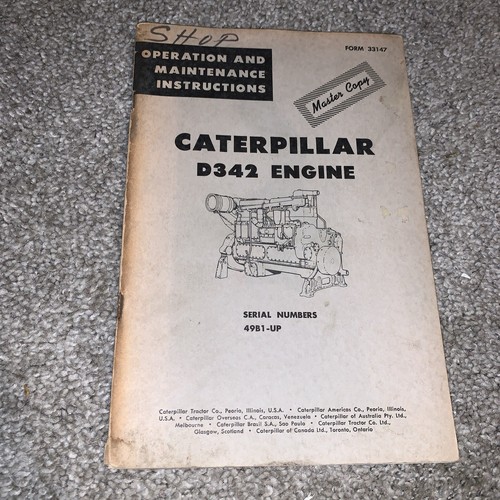 SHOP
FORM 33147
OPERATION AND
MAINTENANCE
INSTRUCTIONS
Master Copy
CATERPILLAR
D342 ENGINE
SERIAL NUMBERS
49B1-UP
Caterpillar Tractor Co., Peoria, Illinois, U.S.A. • Caterpillar Americas Co., Peoria, Illinois,
U.S.A. • Caterpillar Overseas C.A., Caracas, Venezuela • Caterpillar of Australia Pty. Ltd.,
Melbourne • Caterpillar Brasil S.A., Sao Paulo • Caterpillar Tractor Co. Ltd.,
Glasgow, Scotland • Caterpillar of Canada Ltd., Toronto, Ontario